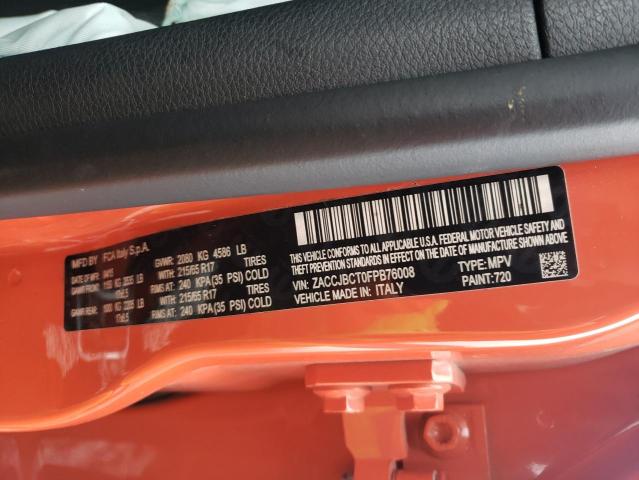 MFD BY: FCA Italy S.p.A.
GVWR: 2080 KG 4586 LB
WITH 215/65 R17 TIRES
RIMS AT: 240 KPA(35 PSI) COLD
WITH 215/65 R17 TIRES
RIMS AT: 240 KPA(35 PSI) COLD
THIS VEHICLE CONFORMS TO ALL APPLICABLE U.S.A. FEDERAL MOTOR VEHICLE
SAFETY, BUMPER, AND THEFT PREVENTION STANDARDS IN EFFECT ON THE DATE OF
MANUFACTURE SHOWN ABOVE.
VIN: ZACCJBCT0FPB76008 TYPE: MPV
VEHICLE MADE IN: ITALY PAINT: 720